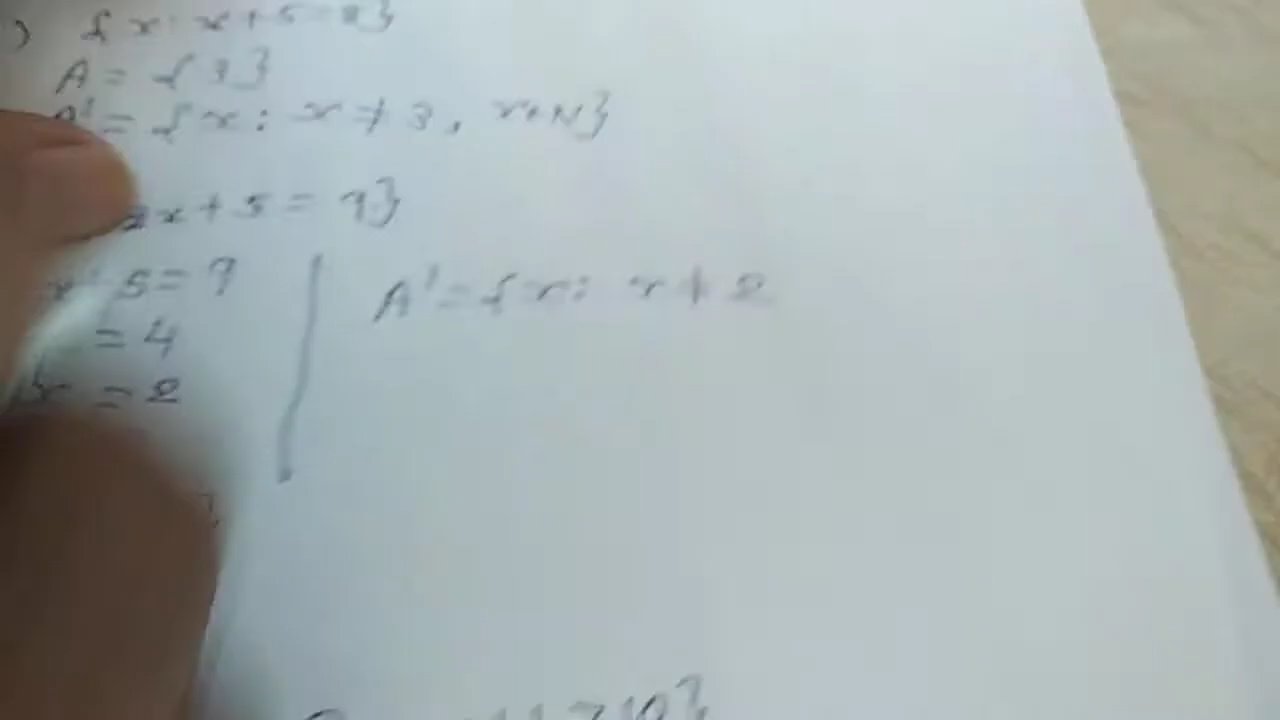 ) {x: x+5=8}
A = {3}
A' = {x: x≠3, x∈N}
2x+5=9}
5=9
=4
x=2
A'={x: x≠2